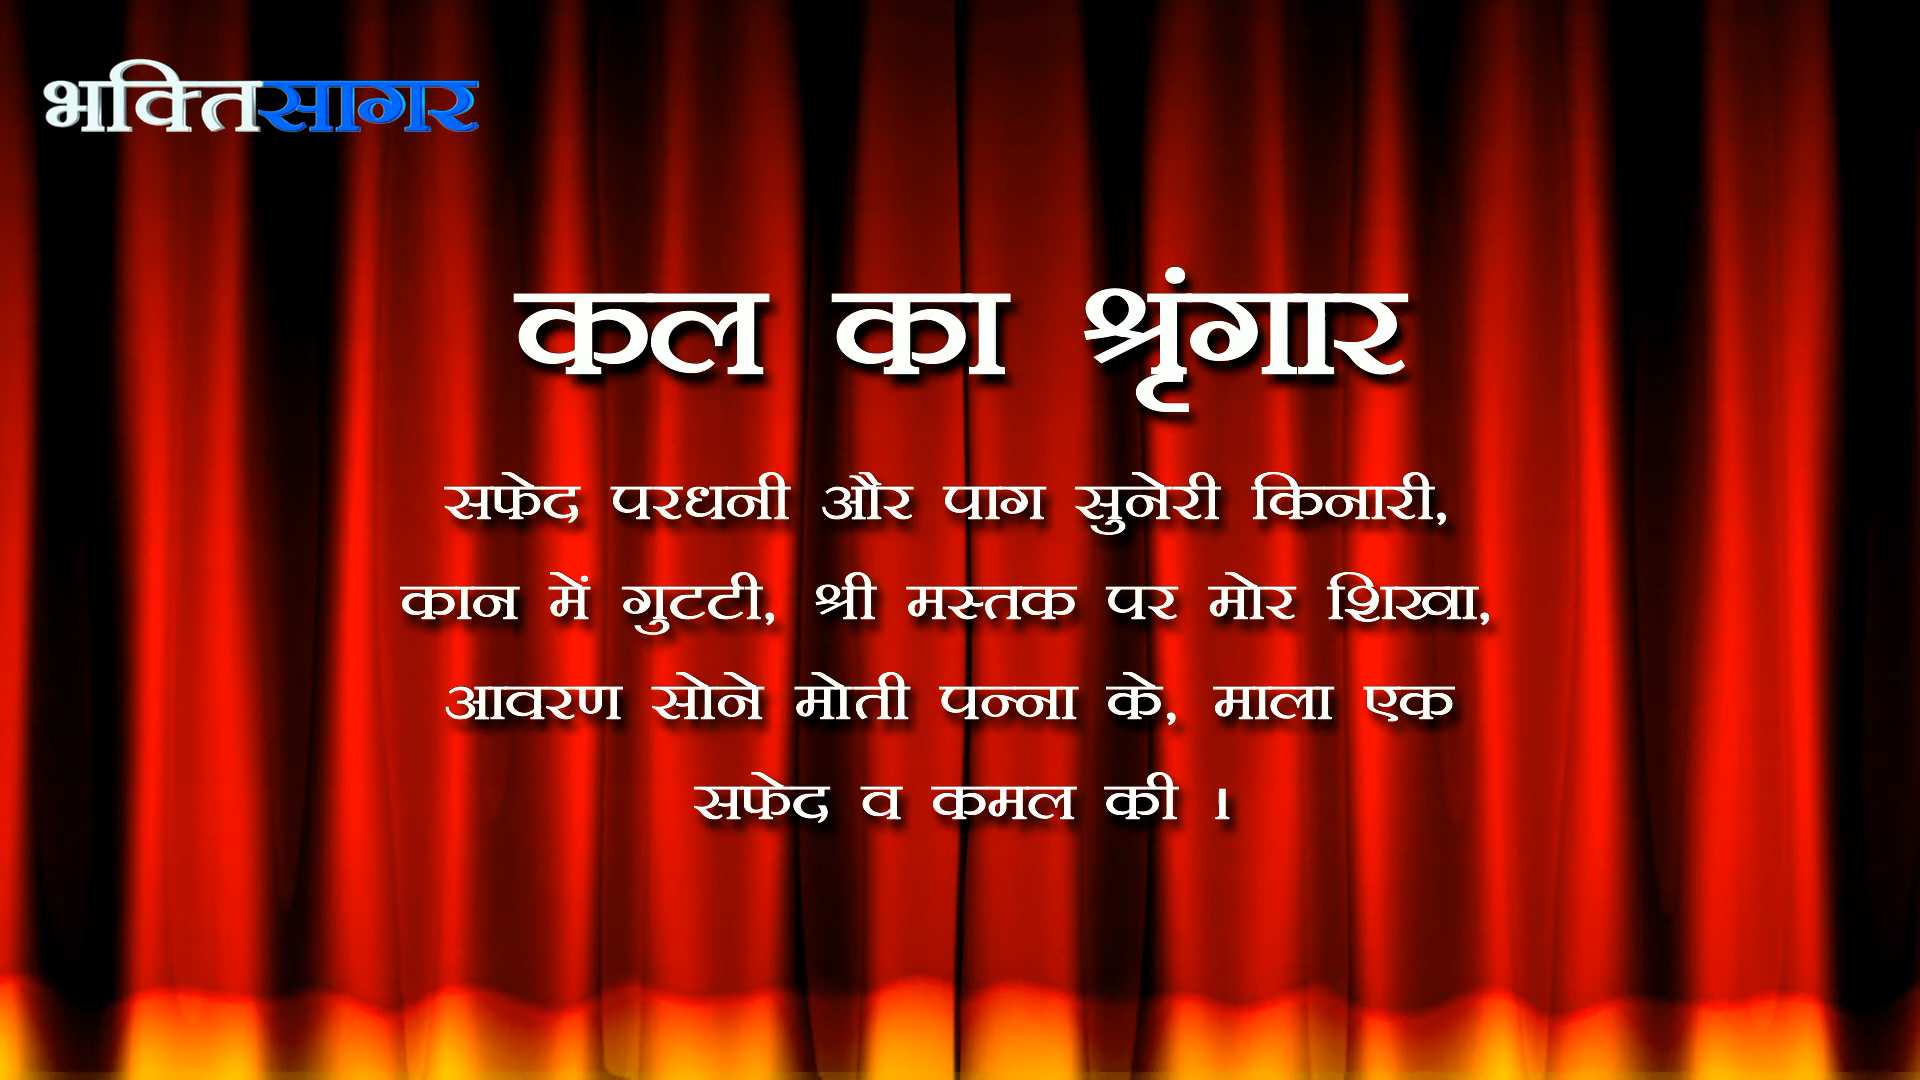 भक्तिसागर
कल का श्रृंगार
सफेद परधनी और पाग सुनेरी किनारी,
कान में गुटटी, श्री मस्तक पर मोर शिखा,
आवरण सोने मोती पन्ना के, माला एक
सफेद व कमल की ।